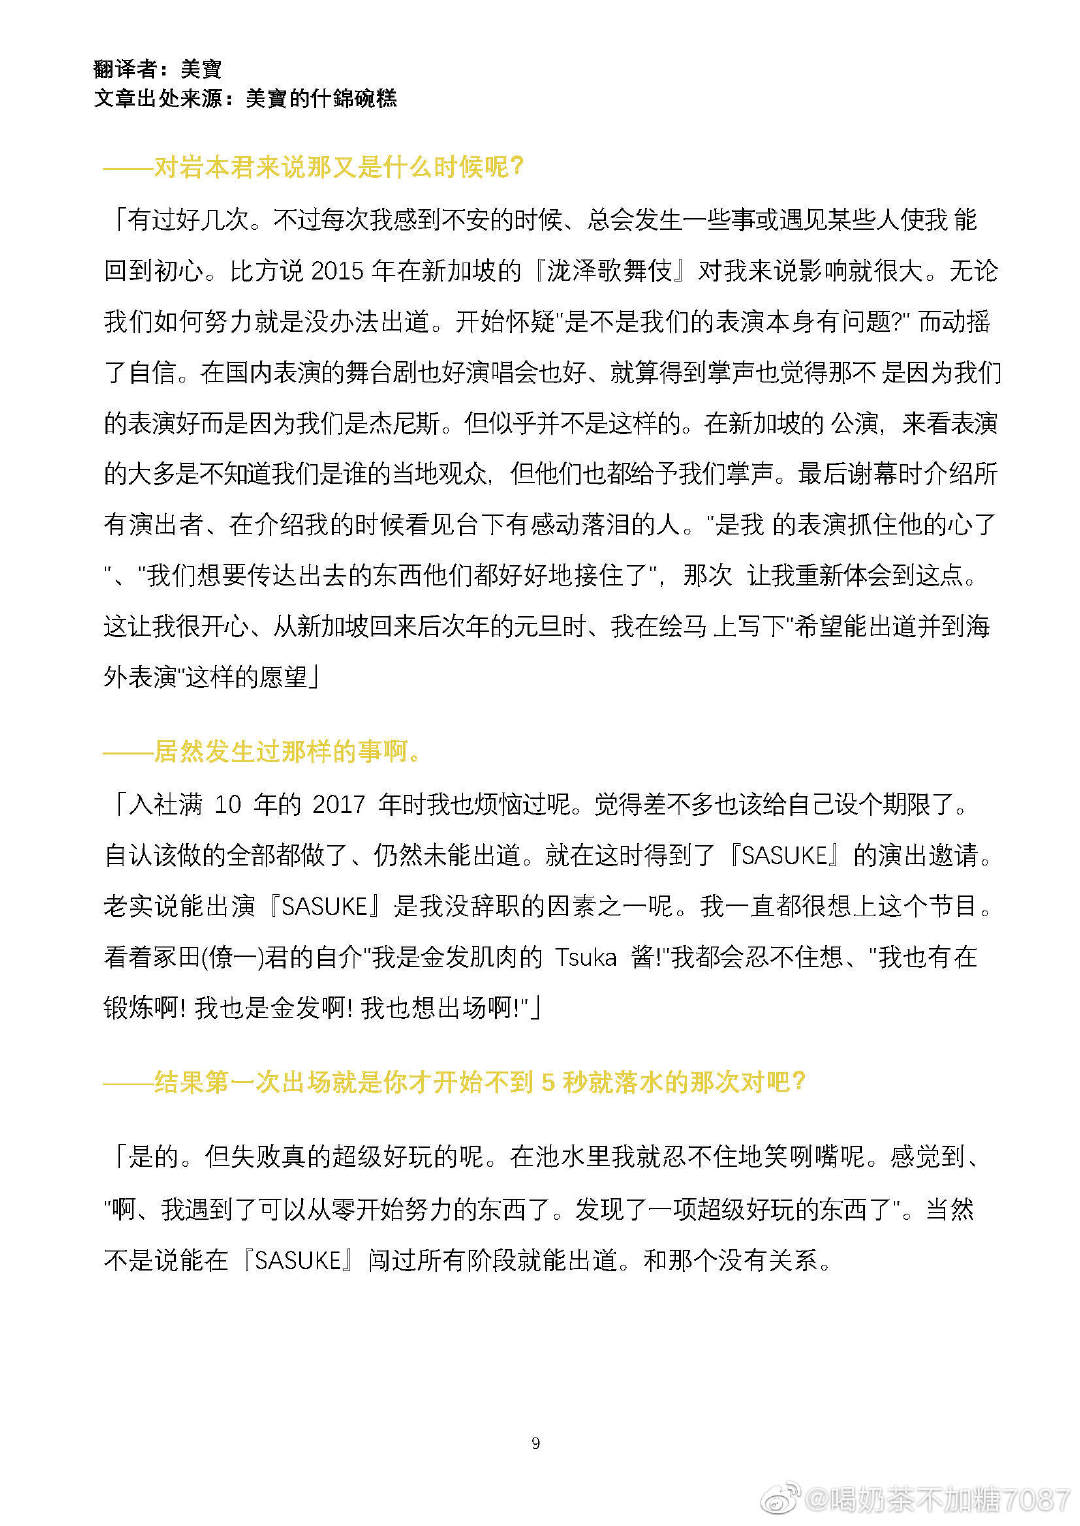 翻译者：美寶
文章出处来源：美寶的什錦碗糕
——对岩本君来说那又是什么时候呢?
「有过好几次。不过每次我感到不安的时候、总会发生一些事或遇见某些人使我 能
回到初心。比方说 2015 年在新加坡的『泷泽歌舞伎』对我来说影响就很大。无论
我们如何努力就是没办法出道。开始怀疑"是不是我们的表演本身有问题?" 而动摇
了自信。在国内表演的舞台剧也好演唱会也好、就算得到掌声也觉得那不 是因为我们
的表演好而是因为我们是杰尼斯。但似乎并不是这样的。在新加坡的 公演，来看表演
的大多是不知道我们是谁的当地观众，但他们也都给予我们掌声。最后谢幕时介绍所
有演出者、在介绍我的时候看见台下有感动落泪的人。"是我 的表演抓住他的心了
"、"我们想要传达出去的东西他们都好好地接住了"，那次 让我重新体会到这点。
这让我很开心、从新加坡回来后次年的元旦时、我在绘马 上写下"希望能出道并到海
外表演"这样的愿望」
——居然发生过那样的事啊。
「入社满 10 年的 2017 年时我也烦恼过呢。觉得差不多也该给自己设个期限了。
自认该做的全部都做了、仍然未能出道。就在这时得到了『SASUKE』的演出邀请。
老实说能出演『SASUKE』是我没辞职的因素之一呢。我一直都很想上这个节目。
看着冢田(僚一)君的自介"我是金发肌肉的 Tsuka 酱!"我都会忍不住想、"我也有在
锻炼啊! 我也是金发啊! 我也想出场啊!"」
——结果第一次出场就是你才开始不到 5 秒就落水的那次对吧?
「是的。但失败真的超级好玩的呢。在池水里我就忍不住地笑咧嘴呢。感觉到、
"啊、我遇到了可以从零开始努力的东西了。发现了一项超级好玩的东西了"。当然
不是说能在『SASUKE』闯过所有阶段就能出道。和那个没有关系。
9
@喝奶茶不加糖7087